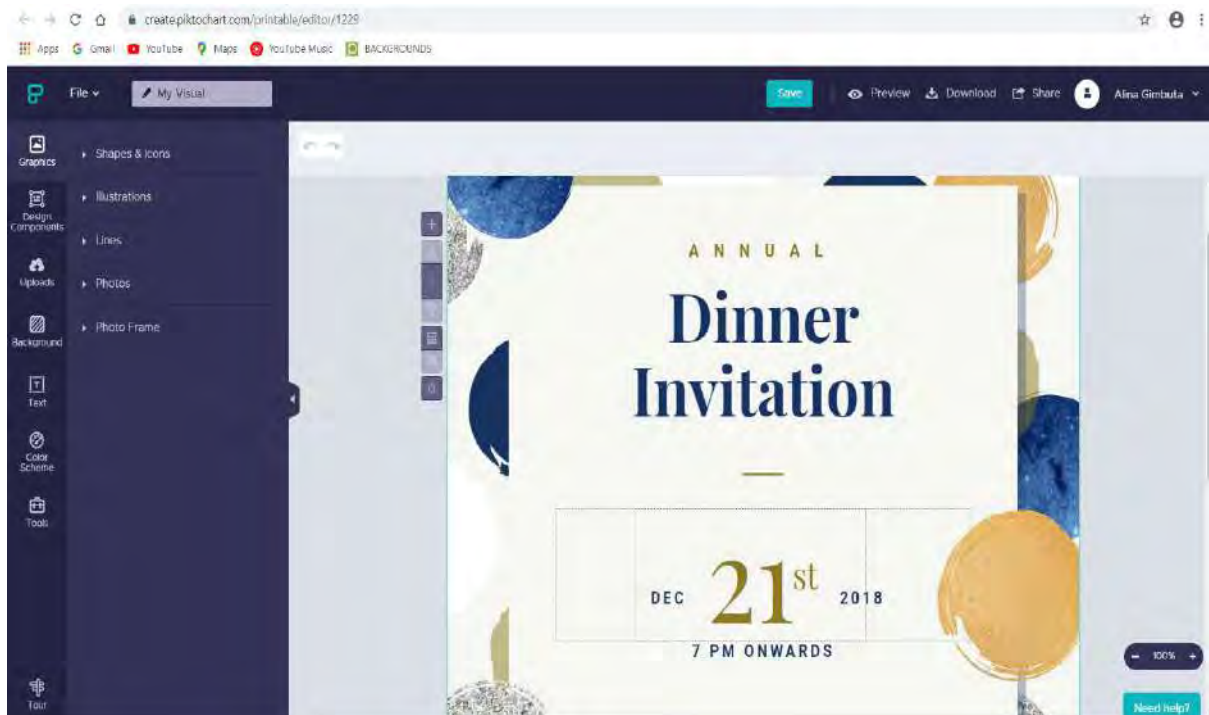 create.piktochart.com/printable/editor/1229
Apps Gmail YouTube Maps YouTube Music BACKGROUNDS
File My Visual Save Preview Download Share Alina Gimbuta
Graphics
Design Components
Uploads
Background
Text
Color Scheme
Tools
Tour
Shapes & Icons
Illustrations
Lines
Photos
Photo Frame
ANNUAL
Dinner
Invitation
DEC 21st 2018
7 PM ONWARDS
- 100% +
Need help?